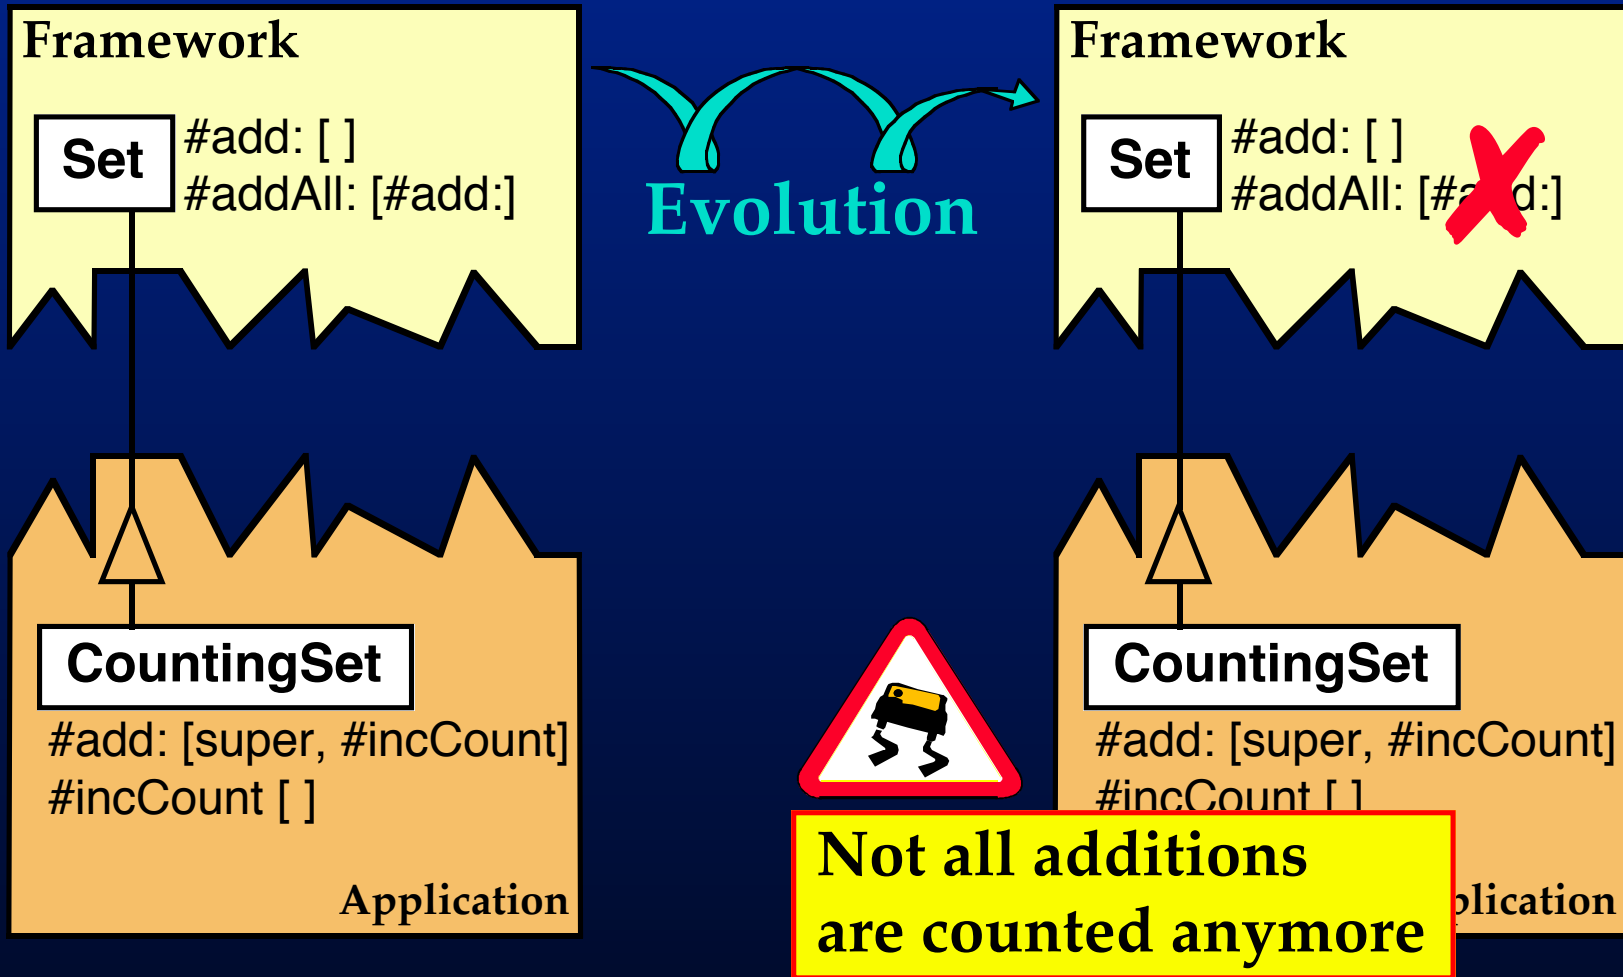 Framework
Set
#add: [ ]
#addAll: [#add:]
CountingSet
#add: [super, #incCount]
#incCount [ ]
Application
Evolution
Framework
Set
#add: [ ]
#addAll: [#add:]
CountingSet
#add: [super, #incCount]
#incCount [ ]
Not all additions
are counted anymore
plication